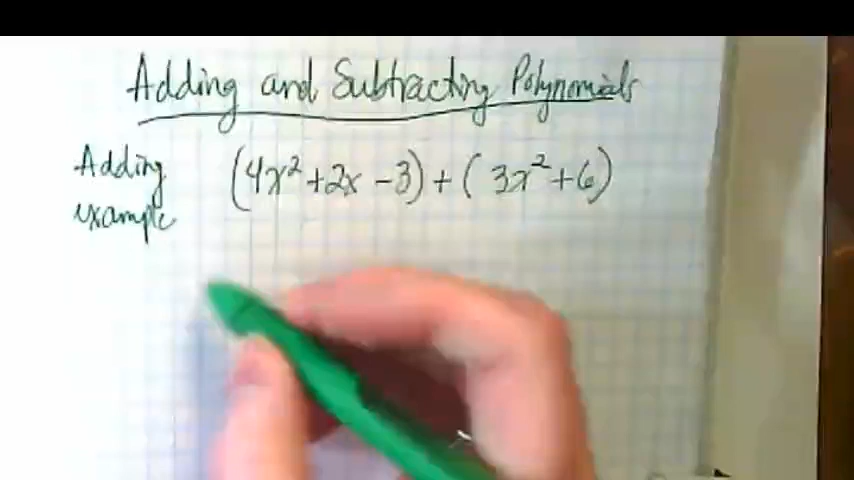 Adding and Subtracting Polynomials
Adding example
(4x² + 2x - 3) + (3x² + 6)